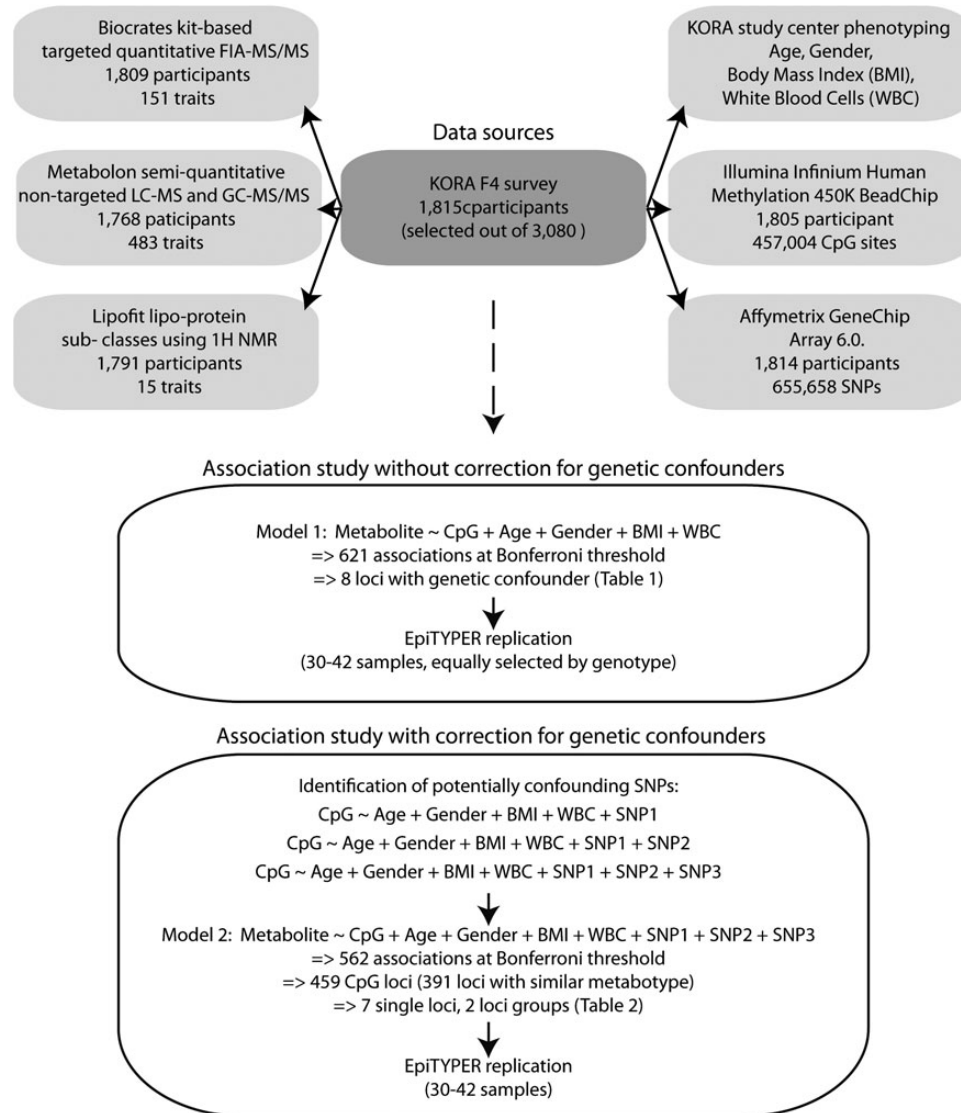 Biocrates kit-based
targeted quantitative FIA-MS/MS
1,809 participants
151 traits
KORA study center phenotyping
Age, Gender,
Body Mass Index (BMI),
White Blood Cells (WBC)
Data sources
Metabolon semi-quantitative
non-targeted LC-MS and GC-MS/MS
1,768 paticipants
483 traits
KORA F4 survey
1,815cparticipants
(selected out of 3,080 )
Illumina Infinium Human
Methylation 450K BeadChip
1,805 participant
457,004 CpG sites
Lipofit lipo-protein
sub- classes using 1H NMR
1,791 participants
15 traits
Affymetrix GeneChip
Array 6.0.
1,814 participants
655,658 SNPs
Association study without correction for genetic confounders
Model 1: Metabolite ~ CpG + Age + Gender + BMI + WBC
=> 621 associations at Bonferroni threshold
=> 8 loci with genetic confounder (Table 1)
EpiTYPER replication
(30-42 samples, equally selected by genotype)
Association study with correction for genetic confounders
Identification of potentially confounding SNPs:
CpG ~ Age + Gender + BMI + WBC + SNP1
CpG ~ Age + Gender + BMI + WBC + SNP1 + SNP2
CpG ~ Age + Gender + BMI + WBC + SNP1 + SNP2 + SNP3
Model 2: Metabolite ~ CpG + Age + Gender + BMI + WBC + SNP1 + SNP2 + SNP3
=> 562 associations at Bonferroni threshold
=> 459 CpG loci (391 loci with similar metabotype)
=> 7 single loci, 2 loci groups (Table 2)
EpiTYPER replication
(30-42 samples)